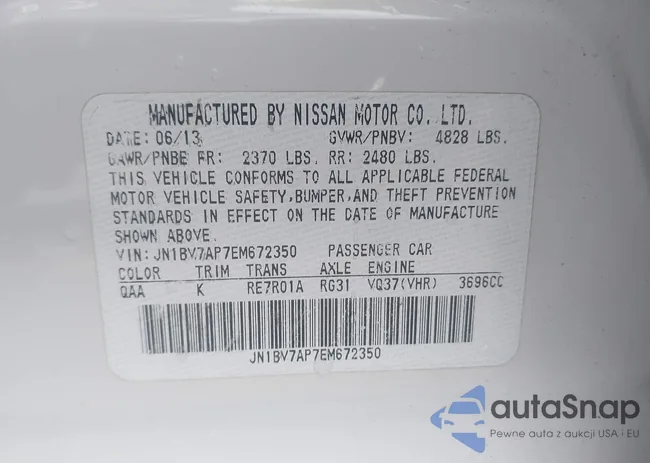 MANUFACTURED BY NISSAN MOTOR CO., LTD.
DATE: 06/13 GVWR/PNBV: 4828 LBS.
GAWR/PNBE FR: 2370 LBS. RR: 2480 LBS.
THIS VEHICLE CONFORMS TO ALL APPLICABLE FEDERAL
MOTOR VEHICLE SAFETY, BUMPER, AND THEFT PREVENTION
STANDARDS IN EFFECT ON THE DATE OF MANUFACTURE
SHOWN ABOVE.
VIN: JN1BV7AP7EM672350 PASSENGER CAR
COLOR TRIM TRANS AXLE ENGINE
QAA K RE7R01A RG31 VQ37(VHR) 3696CC
JN1BV7AP7EM672350
autaSnap
Pewne auta z aukcji USA i EU